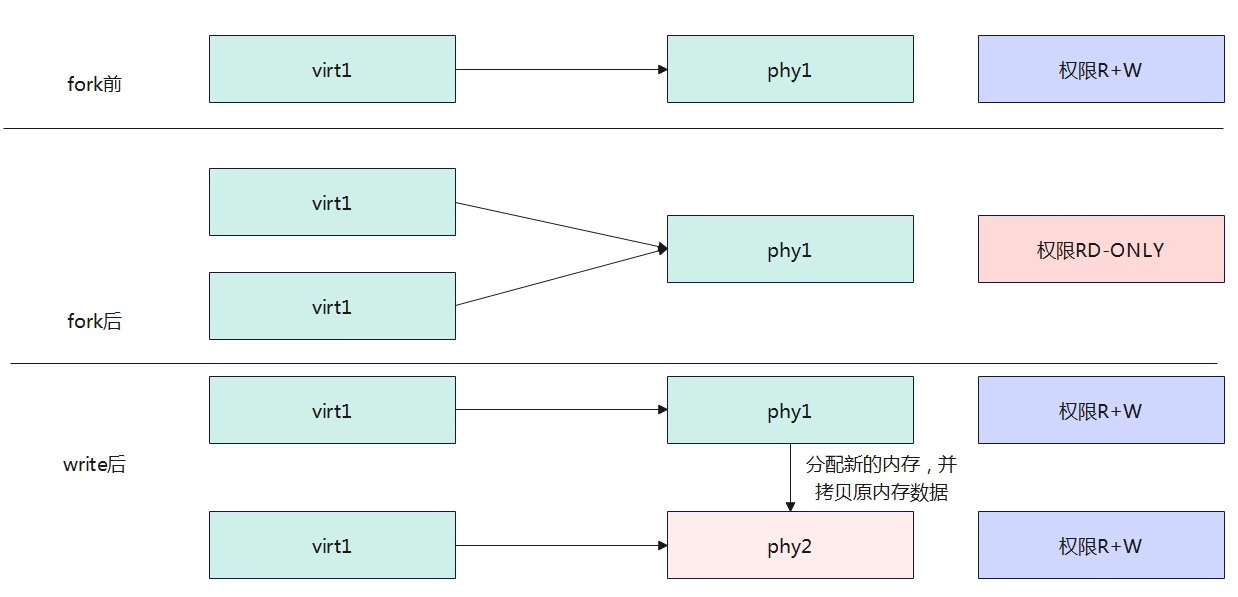 fork前
virt1
phy1
权限R+W
virt1
phy1
权限RD-ONLY
virt1
fork后
virt1
phy1
权限R+W
write后
分配新的内存，并
拷贝原内存数据
virt1
phy2
权限R+W